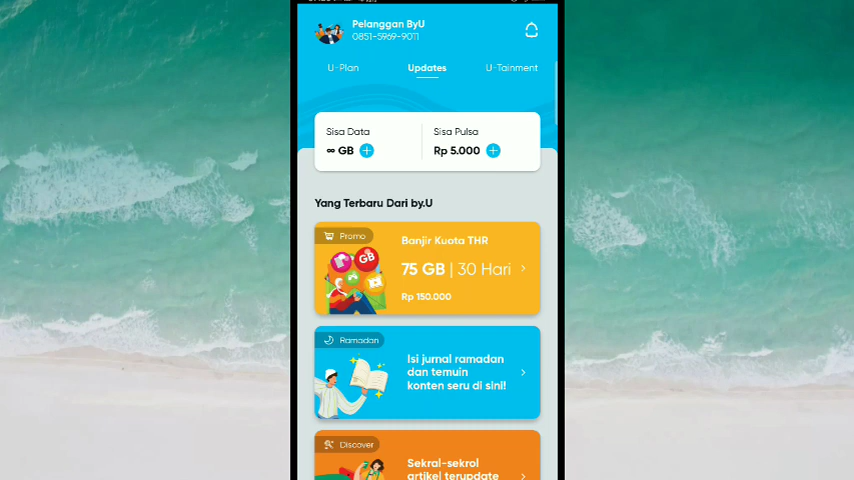 Pelanggan ByU
0851-5969-9011
U-Plan
Updates
U-Tainment
Sisa Data
∞ GB
Sisa Pulsa
Rp 5.000
Yang Terbaru Dari by.U
Promo
GB
Banjir Kuota THR
75 GB | 30 Hari
Rp 150.000
Ramadan
Isi jurnal ramadan
dan temuin
konten seru di sini!
Discover
Sekral-sekrol
artikel terupdate